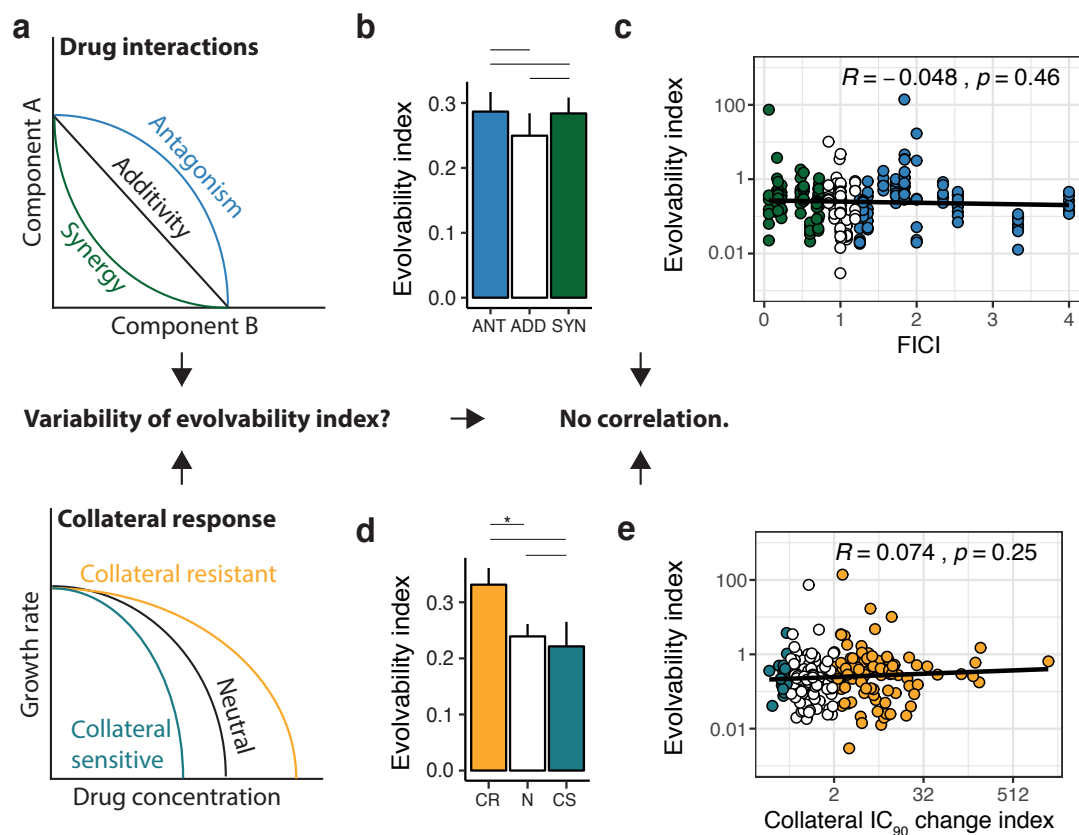 a
Drug interactions
Component A
Antagonism
Additivity
Synergy
Component B
b
Evolvability index
0.3
0.2
0.1
0.0
ANT ADD SYN
c
R = −0.048 , p = 0.46
Evolvability index
100
1
0.01
0 1 2 3 4
FICI
Variability of evolvability index?
No correlation.
Collateral response
Collateral resistant
Growth rate
Neutral
Collateral
sensitive
Drug concentration
d
*
Evolvability index
0.3
0.2
0.1
0.0
CR N CS
e
R = 0.074 , p = 0.25
Evolvability index
100
1
0.01
2 32 512
Collateral IC90 change index